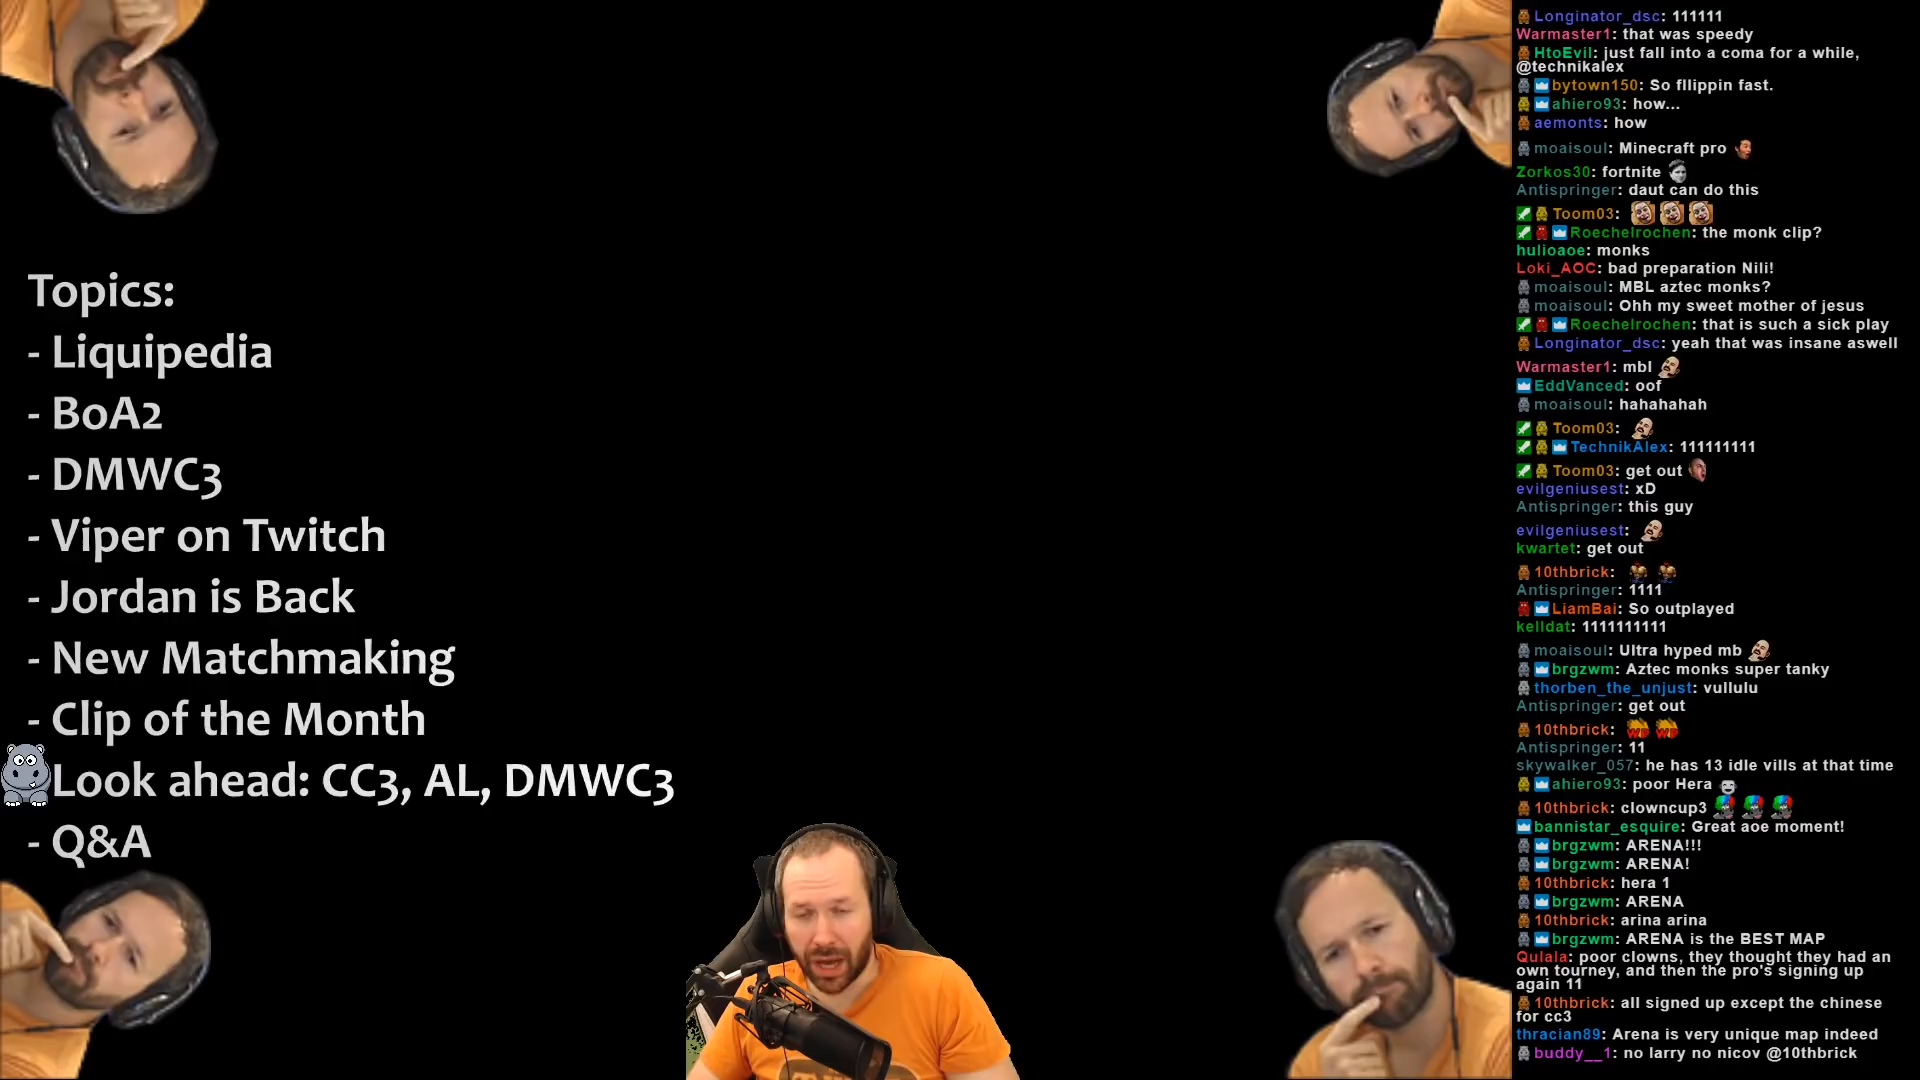 Topics:
- Liquipedia
- BoA2
- DMWC3
- Viper on Twitch
- Jordan is Back
- New Matchmaking
- Clip of the Month
Look ahead: CC3, AL, DMWC3
- Q&A
Longinator_dsc: 111111
Warmaster1: that was speedy
HtoEvil: just fall into a coma for a while,
@technikalex
bytown150: So fllippin fast.
ahiero93: how...
aemonts: how
moaisoul: Minecraft pro
Zorkos30: fortnite
Antispringer: daut can do this
Toom03:
Roechelrochen: the monk clip?
hulioaoe: monks
Loki_AOC: bad preparation Nili!
moaisoul: MBL aztec monks?
moaisoul: Ohh my sweet mother of jesus
Roechelrochen: that is such a sick play
Longinator_dsc: yeah that was insane aswell
Warmaster1: mbl
EddVanced: oof
moaisoul: hahahahah
Toom03:
TechnikAlex: 111111111
Toom03: get out
evilgeniusest: xD
Antispringer: this guy
evilgeniusest:
kwartet: get out
10thbrick:
Antispringer: 1111
LiamBai: So outplayed
kelldat: 1111111111
moaisoul: Ultra hyped mb
brgzwm: Aztec monks super tanky
thorben_the_unjust: vullulu
Antispringer: get out
10thbrick:
Antispringer: 11
skywalker_057: he has 13 idle vills at that time
ahiero93: poor Hera
10thbrick: clowncup3
bannistar_esquire: Great aoe moment!
brgzwm: ARENA!!!
brgzwm: ARENA!
10thbrick: hera 1
brgzwm: ARENA
10thbrick: arina arina
brgzwm: ARENA is the BEST MAP
Qulala: poor clowns, they thought they had an
own tourney, and then the pro's signing up
again 11
10thbrick: all signed up except the chinese
for cc3
thracian89: Arena is very unique map indeed
buddy__1: no larry no nicov @10thbrick